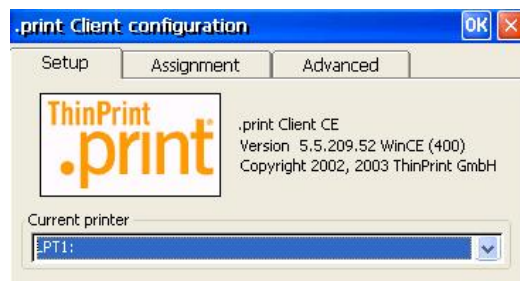 .print Client configuration OK
Setup Assignment Advanced
ThinPrint
.print
.print Client CE
Version 5.5.209.52 WinCE (400)
Copyright 2002, 2003 ThinPrint GmbH
Current printer
LPT1: